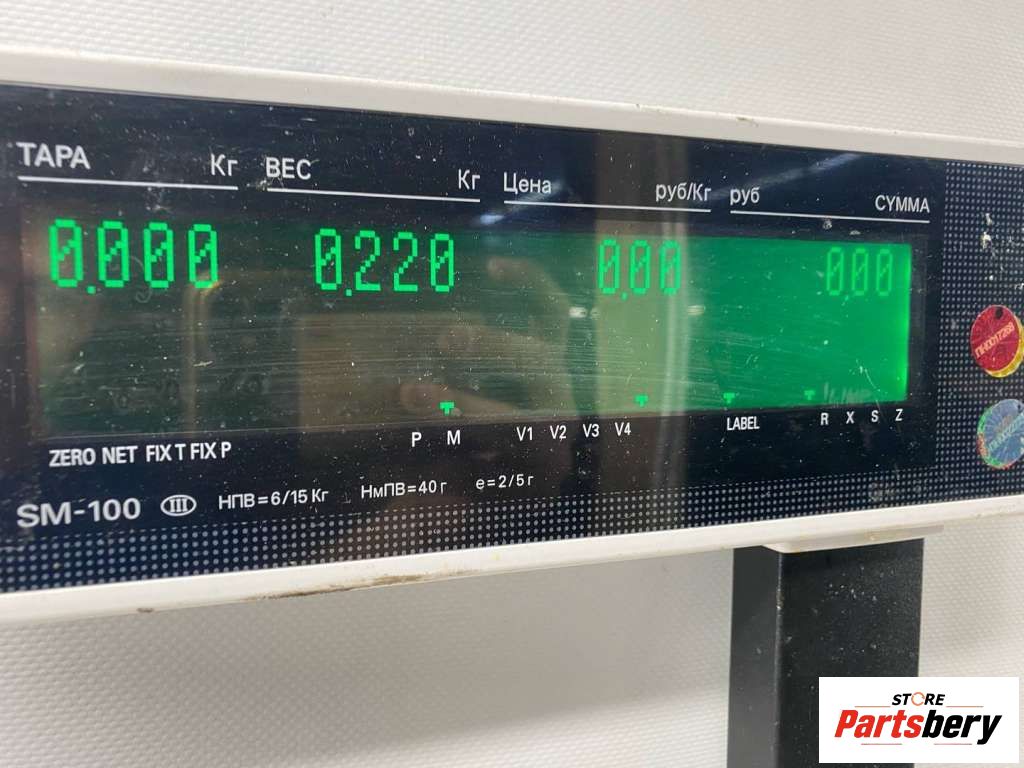 ТАРА Кг ВЕС Кг Цена руб/Кг руб СУММА
0.000 0.220 0.00 0.00
P M V1 V2 V3 V4 LABEL R X S Z
ZERO NET FIX T FIX P
SM-100 III НПВ=6/15 Кг НмПВ=40 г e=2/5 г
STORE
Partsbery